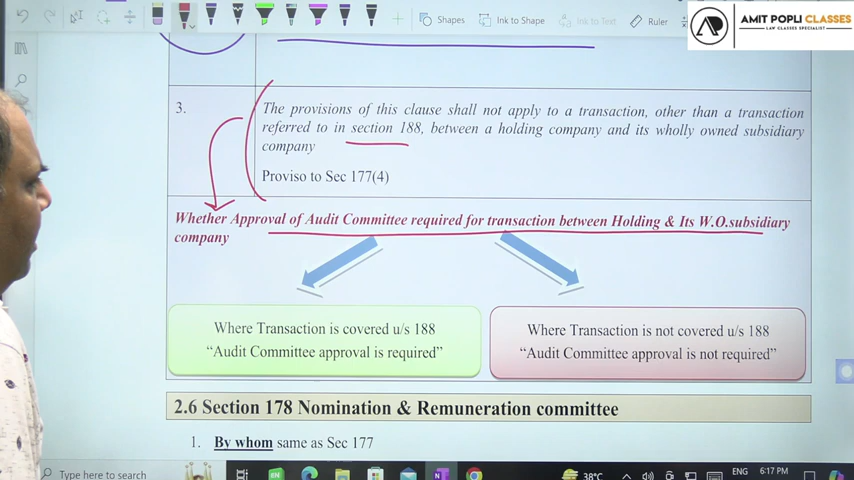 Shapes
Ink to Shape
Ink to Text
Ruler
AMIT POPLI CLASSES
LAW CLASSES SPECIALIST
3.
The provisions of this clause shall not apply to a transaction, other than a transaction
referred to in section 188, between a holding company and its wholly owned subsidiary
company
Proviso to Sec 177(4)
Whether Approval of Audit Committee required for transaction between Holding & Its W.O.subsidiary
company
Where Transaction is covered u/s 188
“Audit Committee approval is required”
Where Transaction is not covered u/s 188
“Audit Committee approval is not required”
2.6 Section 178 Nomination & Remuneration committee
1. By whom same as Sec 177
Type here to search
38°C
ENG
6:17 PM